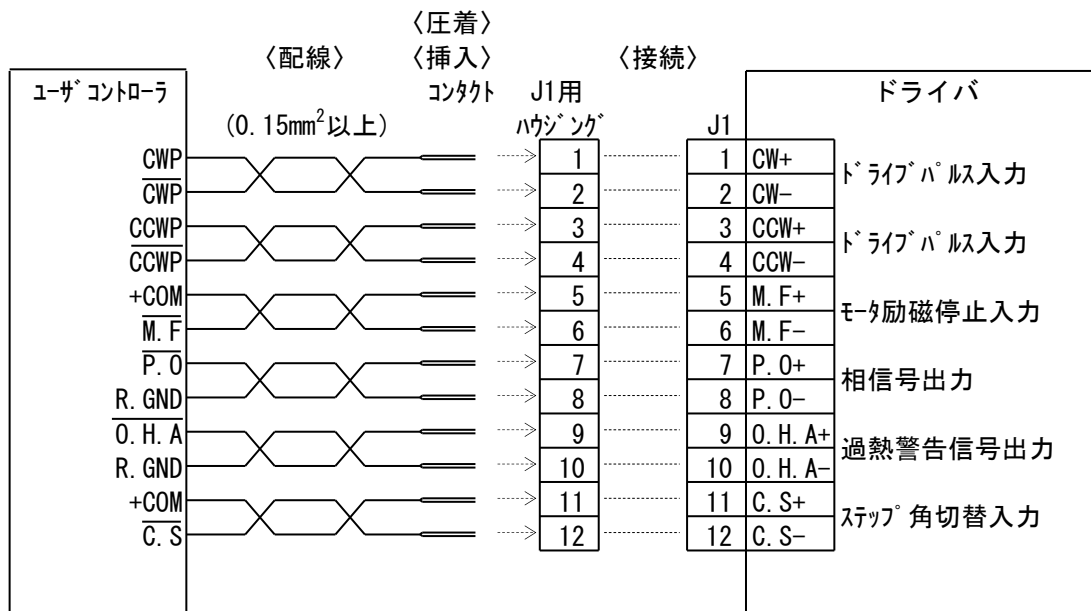 〈圧着〉
〈配線〉 〈挿入〉 〈接続〉
ﾕｰｻﾞｺﾝﾄﾛｰﾗ ｺﾝﾀｸﾄ J1用 ドライバ
(0.15mm²以上) ﾊｳｼﾞﾝｸﾞ J1
CWP 1 1 CW+
ﾄﾞﾗｲﾌﾞﾊﾟﾙｽ入力
C̅W̅P̅ 2 2 CW-
CCWP 3 3 CCW+
ﾄﾞﾗｲﾌﾞﾊﾟﾙｽ入力
C̅C̅W̅P̅ 4 4 CCW-
+COM 5 5 M.F+
ﾓｰﾀ励磁停止入力
M̅.̅F̅ 6 6 M.F-
P̅.̅O̅ 7 7 P.O+
相信号出力
R.GND 8 8 P.O-
O̅.̅H̅.̅A̅ 9 9 O.H.A+
過熱警告信号出力
R.GND 10 10 O.H.A-
+COM 11 11 C.S+
ｽﾃｯﾌﾟ角切替入力
C̅.̅S̅ 12 12 C.S-